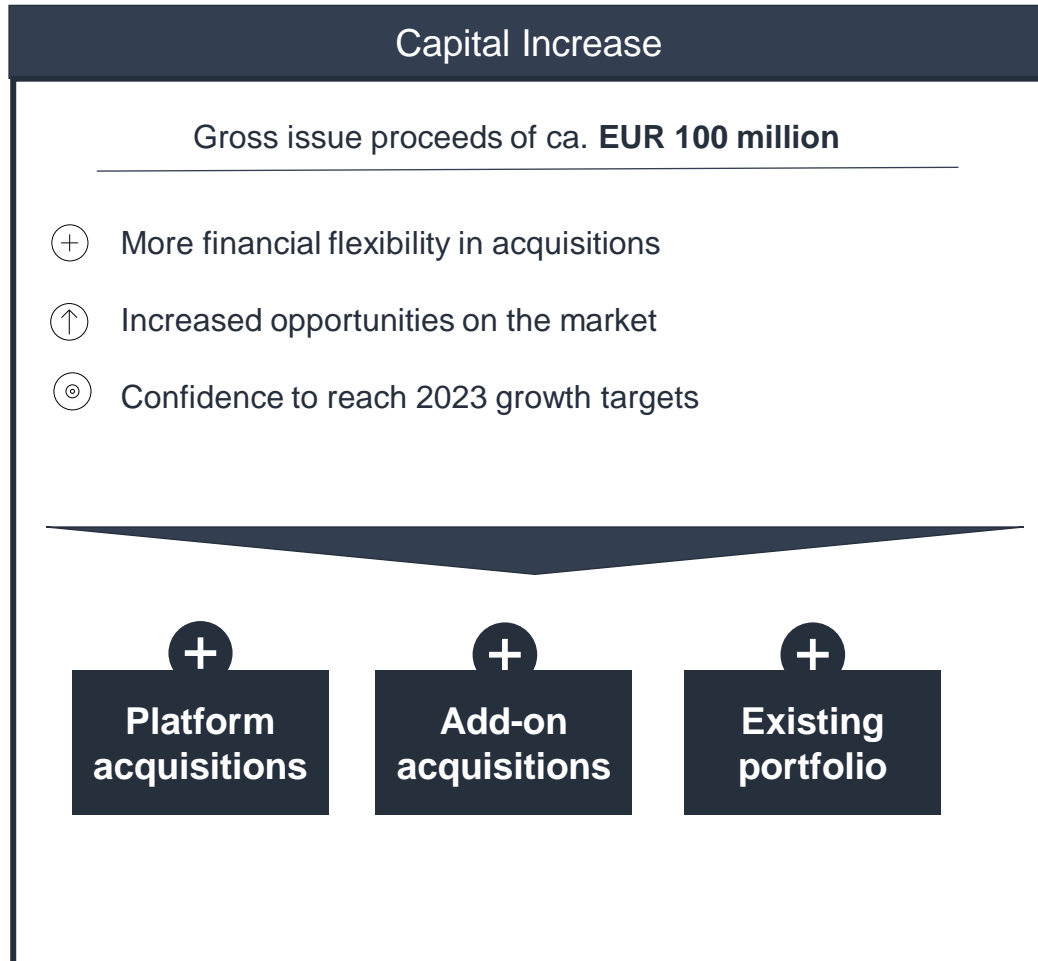 Capital Increase
Gross issue proceeds of ca. EUR 100 million
More financial flexibility in acquisitions
Increased opportunities on the market
Confidence to reach 2023 growth targets
Platform
acquisitions
Add-on
acquisitions
Existing
portfolio